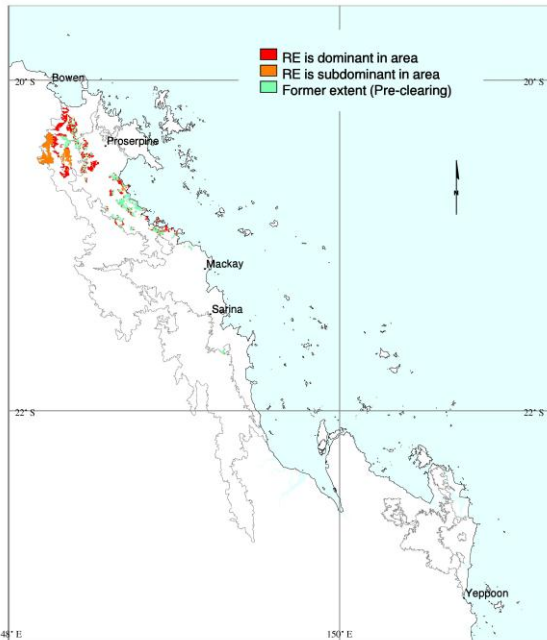 RE is dominant in area
RE is subdominant in area
Former extent (Pre-clearing)
20° S
20° S
Bowen
Proserpine
N
Mackay
Sarina
22° S
22° S
Yeppoon
48° E
150° E